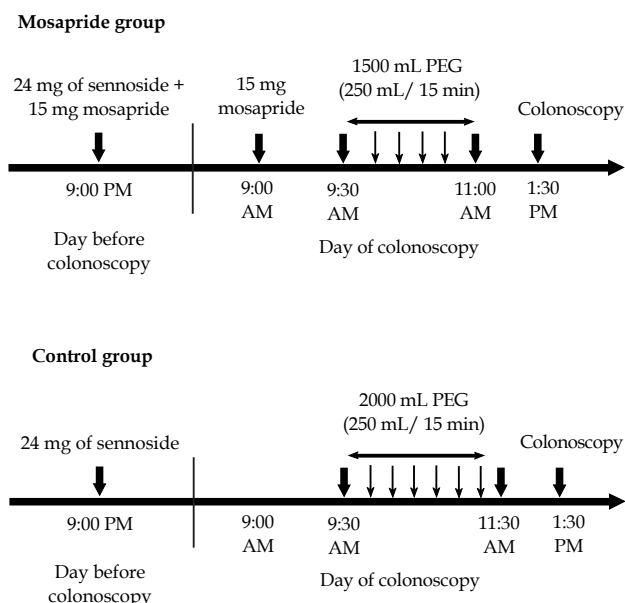 Mosapride group
24 mg of sennoside +
15 mg mosapride
15 mg
mosapride
1500 mL PEG
(250 mL/ 15 min)
Colonoscopy
9:00 PM
9:00
AM
9:30
AM
11:00
AM
1:30
PM
Day before
colonoscopy
Day of colonoscopy
Control group
24 mg of sennoside
2000 mL PEG
(250 mL/ 15 min)
Colonoscopy
9:00 PM
9:00
AM
9:30
AM
11:30
AM
1:30
PM
Day before
colonoscopy
Day of colonoscopy